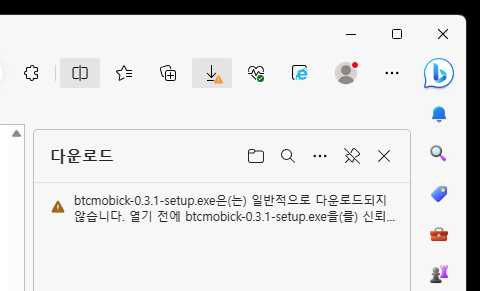 다운로드
btcmobick-0.3.1-setup.exe은(는) 일반적으로 다운로드되지
않습니다. 열기 전에 btcmobick-0.3.1-setup.exe을(를) 신뢰...